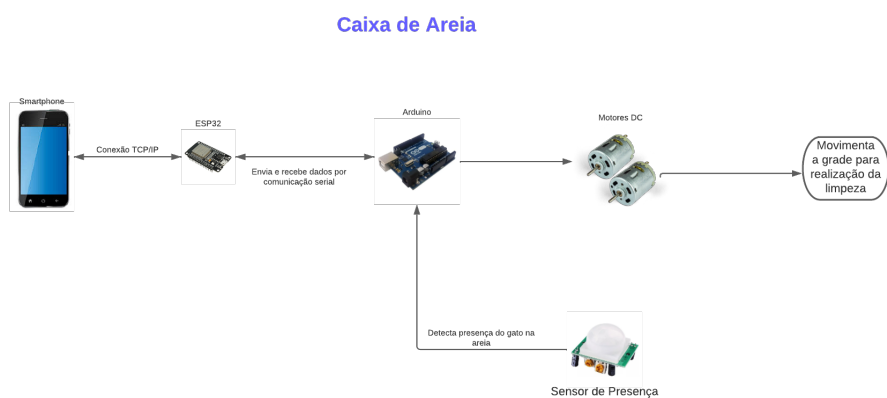 Caixa de Areia
Smartphone
Conexão TCP/IP
ESP32
Envia e recebe dados por
comunicação serial
Arduino
Motores DC
Movimenta
a grade para
realização da
limpeza
Detecta presença do gato na
areia
Sensor de Presença